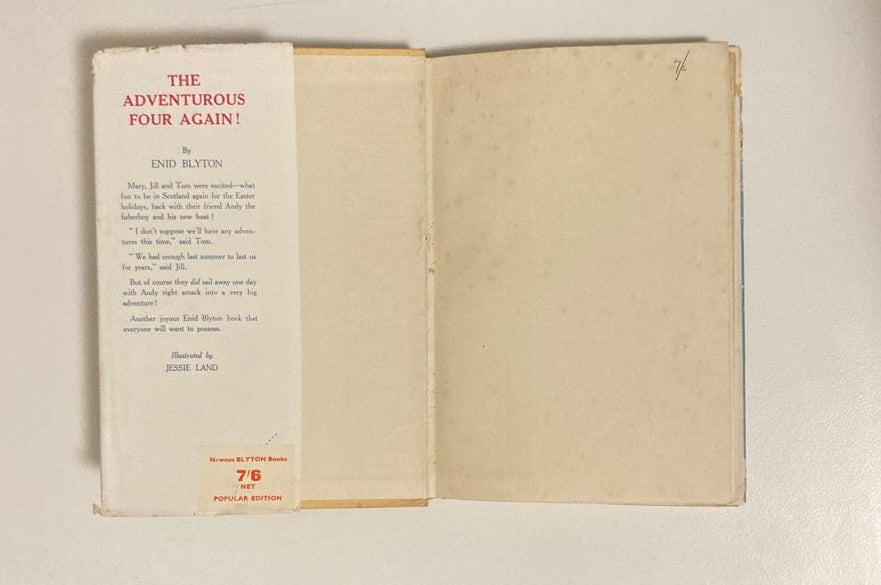 THE
ADVENTUROUS
FOUR AGAIN!
By
ENID BLYTON
Mary, Jill and Tom were excited—what
fun to be in Scotland again for the Easter
holidays, back with their friend Andy the
fisherboy and his new boat!
"I don't suppose we'll have any adven-
tures this time," said Tom.
"We had enough last summer to last us
for years," said Jill.
But of course they did sail away one day
with Andy right smack into a very big
adventure!
Another joyous Enid Blyton book that
everyone will want to possess.
Illustrated by
JESSIE LAND
Newnes BLYTON Books
7/6
NET
POPULAR EDITION